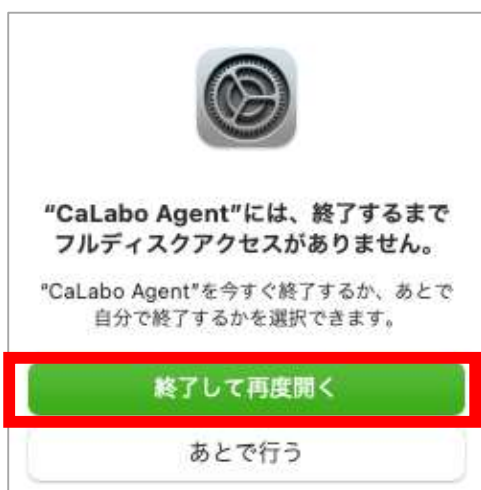 “CaLabo Agent”には、終了するまで
フルディスクアクセスがありません。
"CaLabo Agent"を今すぐ終了するか、あとで
自分で終了するかを選択できます。
終了して再度開く
あとで行う